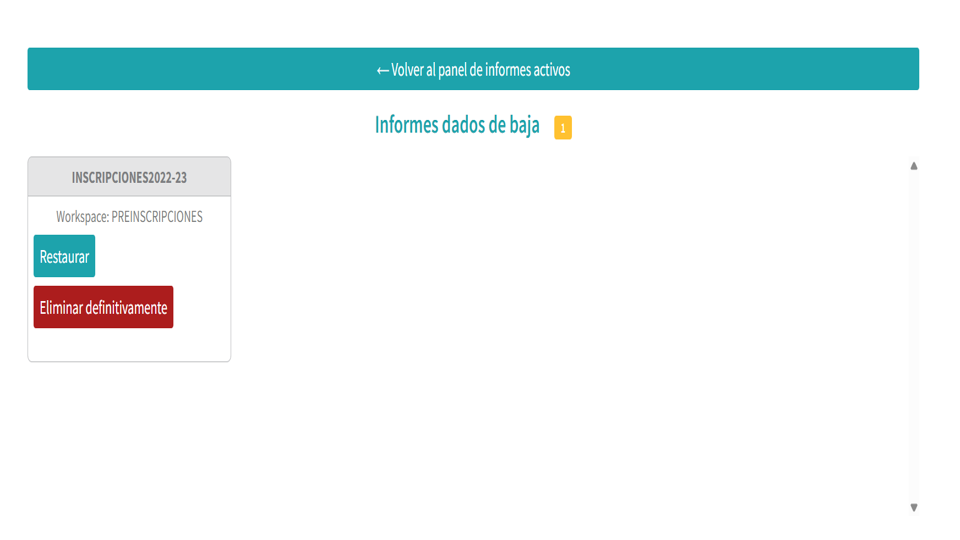 ← Volver al panel de informes activos
Informes dados de baja 1
INSCRIPCIONES2022-23
Workspace: PREINSCRIPCIONES
Restaurar
Eliminar definitivamente